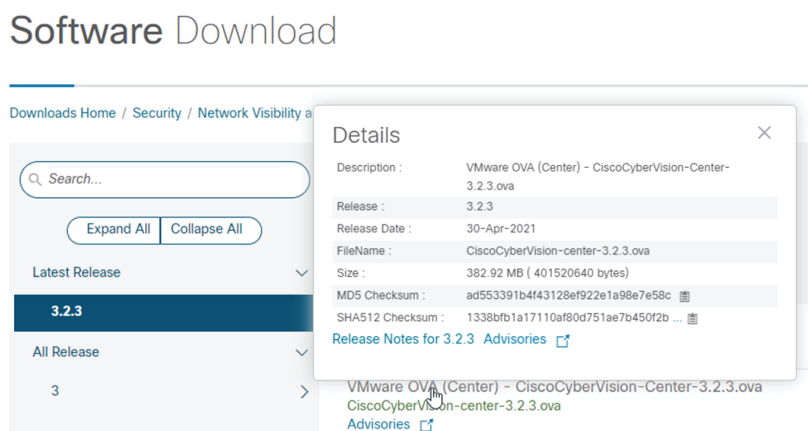 Software Download
Downloads Home / Security / Network Visibility a
Details
Description : VMware OVA (Center) - CiscoCyberVision-Center-
3.2.3.ova
Search...
Release : 3.2.3
Expand All Collapse All
Release Date : 30-Apr-2021
FileName : CiscoCyberVision-center-3.2.3.ova
Latest Release
Size : 382.92 MB ( 401520640 bytes)
MD5 Checksum : ad553391b4f43128ef922e1a98e7e58c
3.2.3
SHA512 Checksum : 1338bfb1a17110af80d751ae7b450f2b ...
Release Notes for 3.2.3 Advisories
All Release
3
VMware OVA (Center) - CiscoCyberVision-Center-3.2.3.ova
CiscoCyberVision-center-3.2.3.ova
Advisories